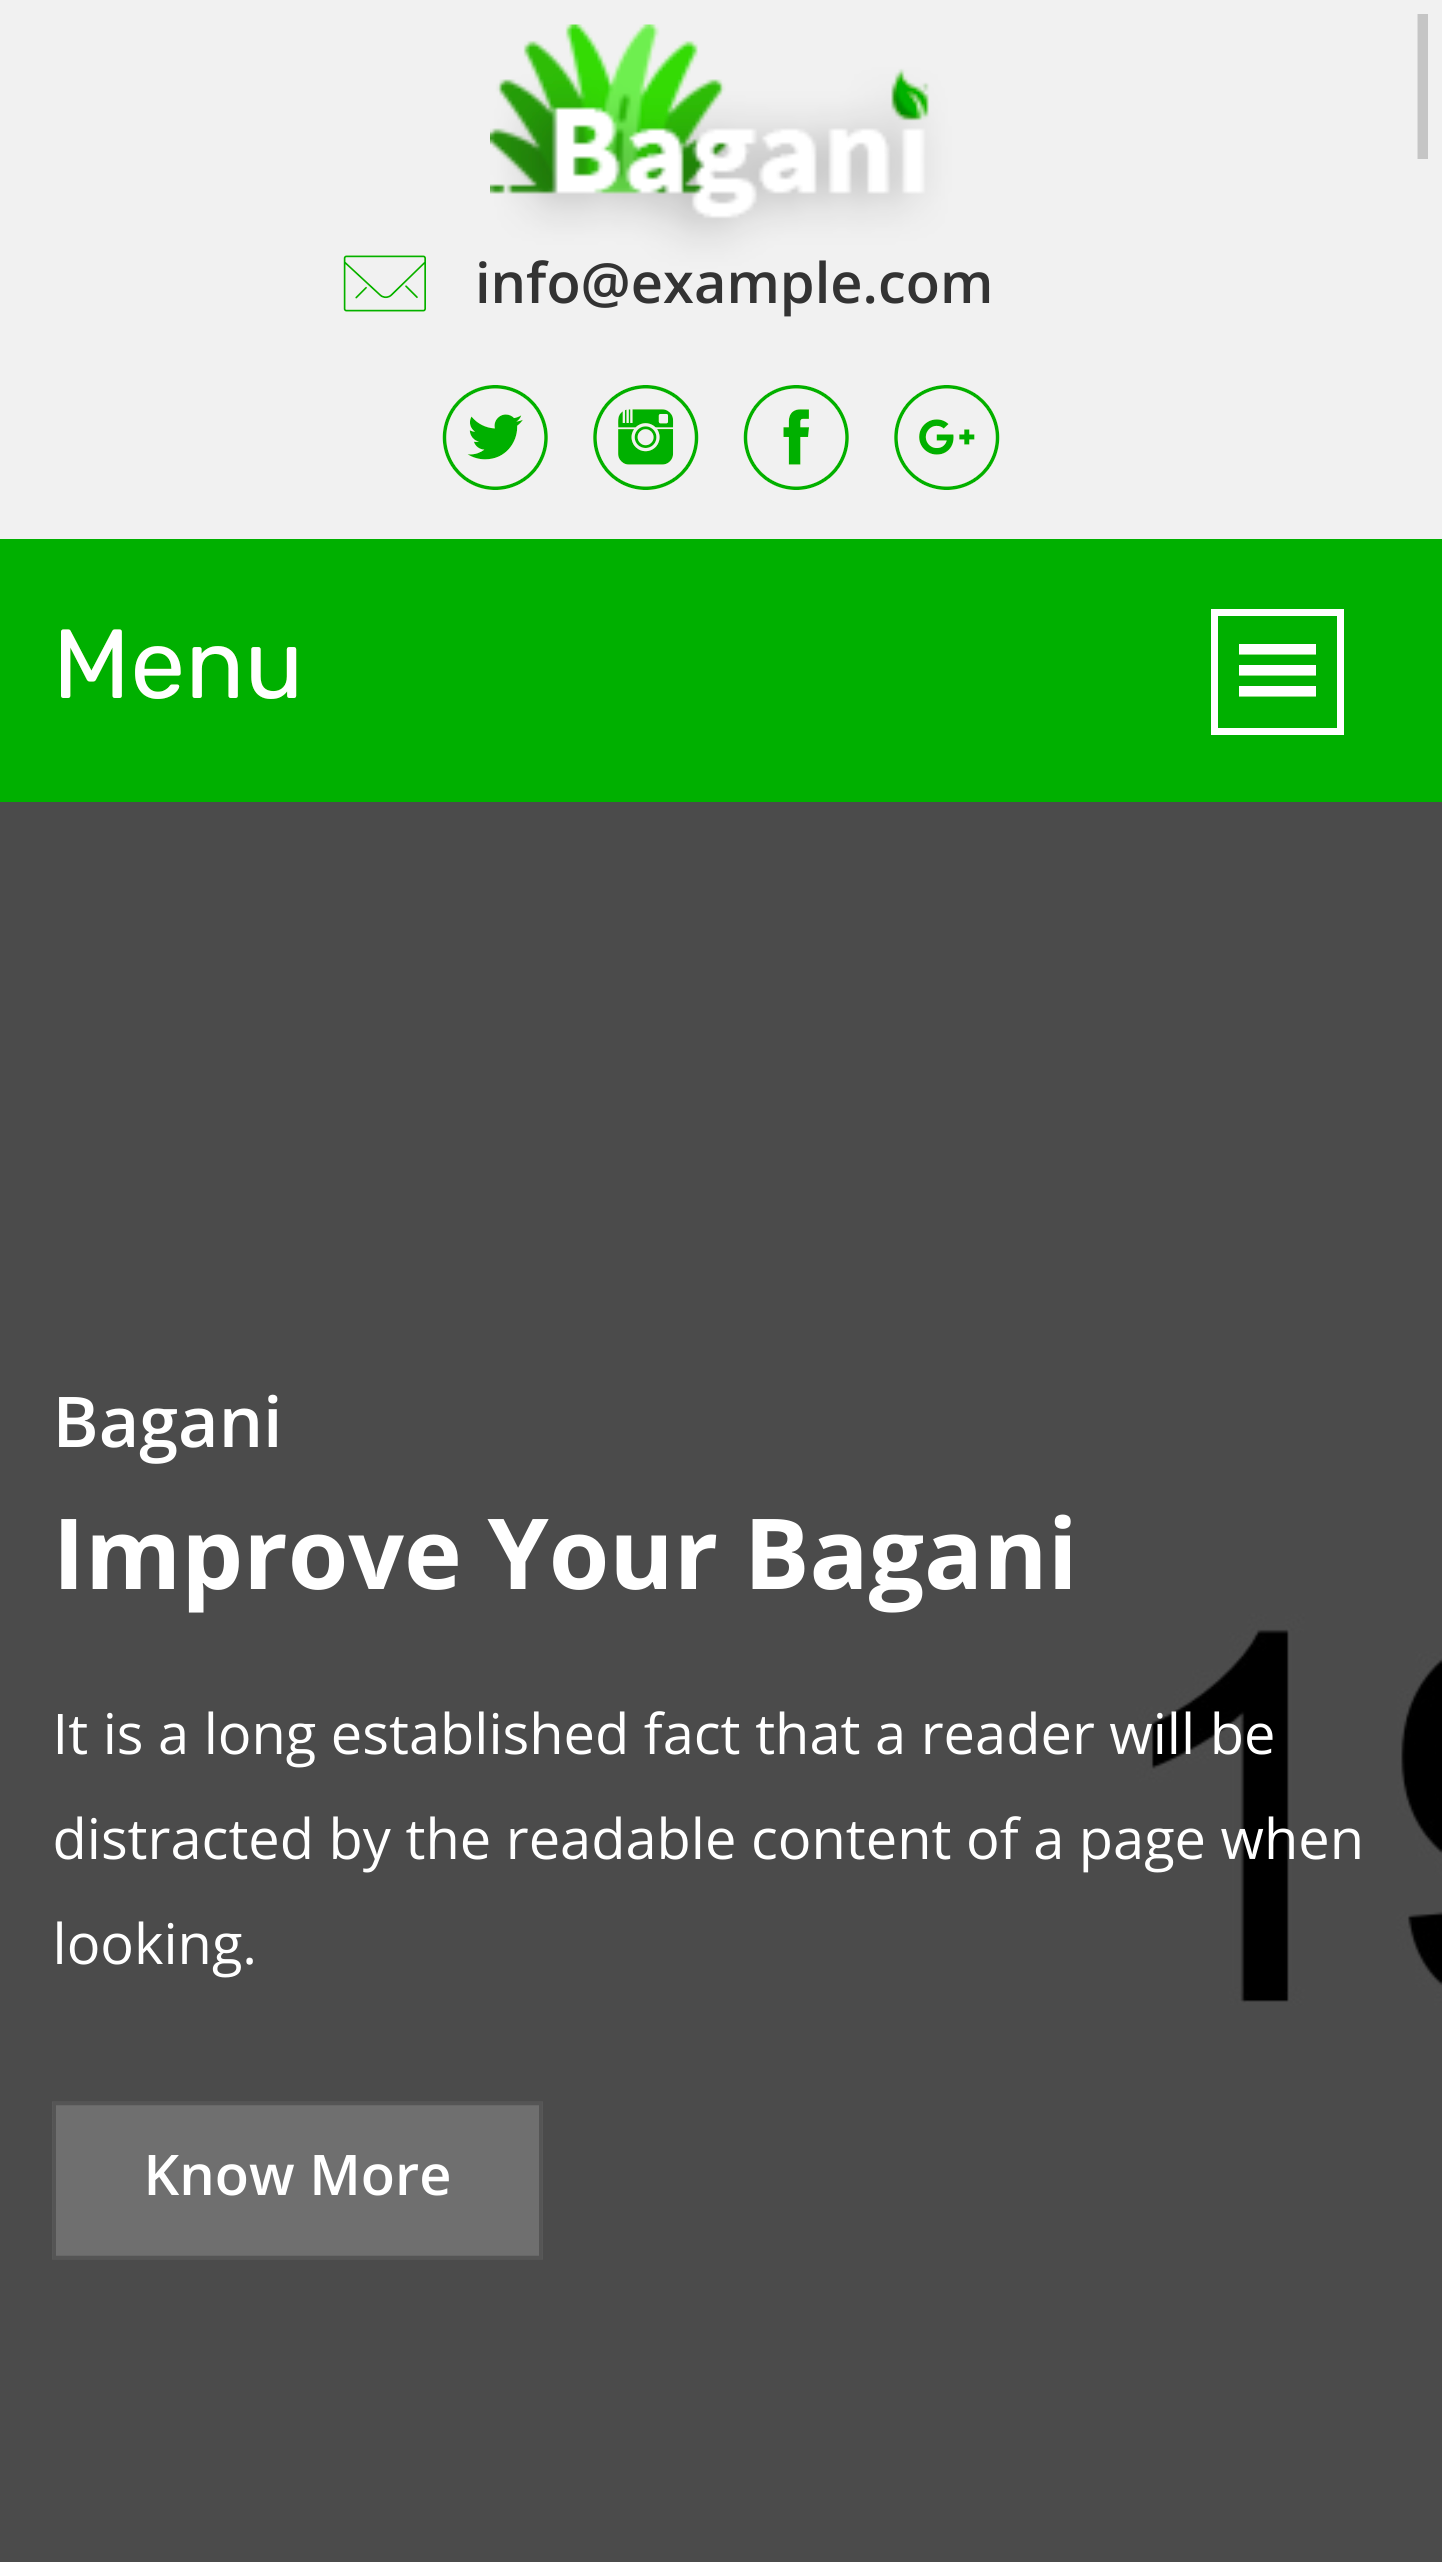 Bagani
info@example.com
Menu
Bagani
Improve Your Bagani
It is a long established fact that a reader will be
distracted by the readable content of a page when
looking.
Know More